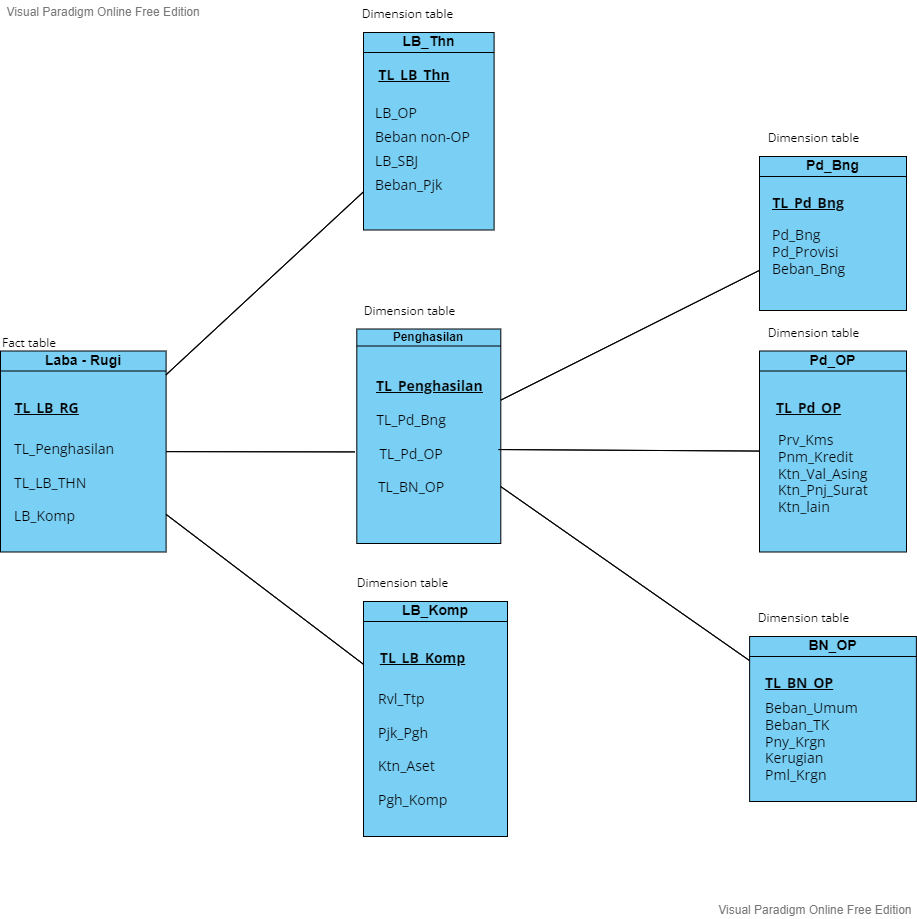 Visual Paradigm Online Free Edition
Dimension table
LB_Thn
TL_LB_Thn
LB_OP
Beban non-OP
LB_SBJ
Beban_Pjk
Dimension table
Pd_Bng
TL_Pd_Bng
Pd_Bng
Pd_Provisi
Beban_Bng
Fact table
Laba - Rugi
TL_LB_RG
TL_Penghasilan
TL_LB_THN
LB_Komp
Dimension table
Penghasilan
TL_Penghasilan
TL_Pd_Bng
TL_Pd_OP
TL_BN_OP
Dimension table
Pd_OP
TL_Pd_OP
Prv_Kms
Pnm_Kredit
Ktn_Val_Asing
Ktn_Pnj_Surat
Ktn_lain
Dimension table
LB_Komp
TL_LB_Komp
Rvl_Ttp
Pjk_Pgh
Ktn_Aset
Pgh_Komp
Dimension table
BN_OP
TL_BN_OP
Beban_Umum
Beban_TK
Pny_Krgn
Kerugian
Pml_Krgn
Visual Paradigm Online Free Edition